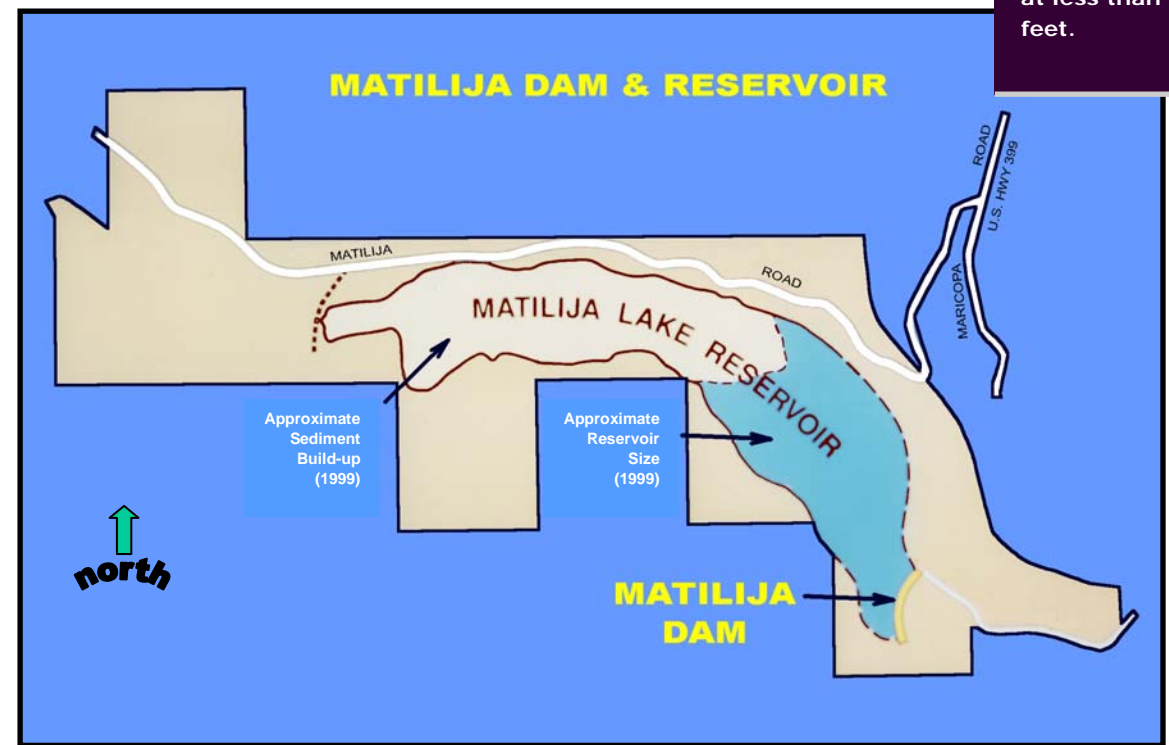 at less than
feet.
MATILIJA DAM & RESERVOIR
ROAD
U.S. HWY 399
MARICOPA
MATILIJA
ROAD
MATILIJA LAKE RESERVOIR
Approximate
Sediment
Build-up
(1999)
Approximate
Reservoir
Size
(1999)
north
MATILIJA
DAM